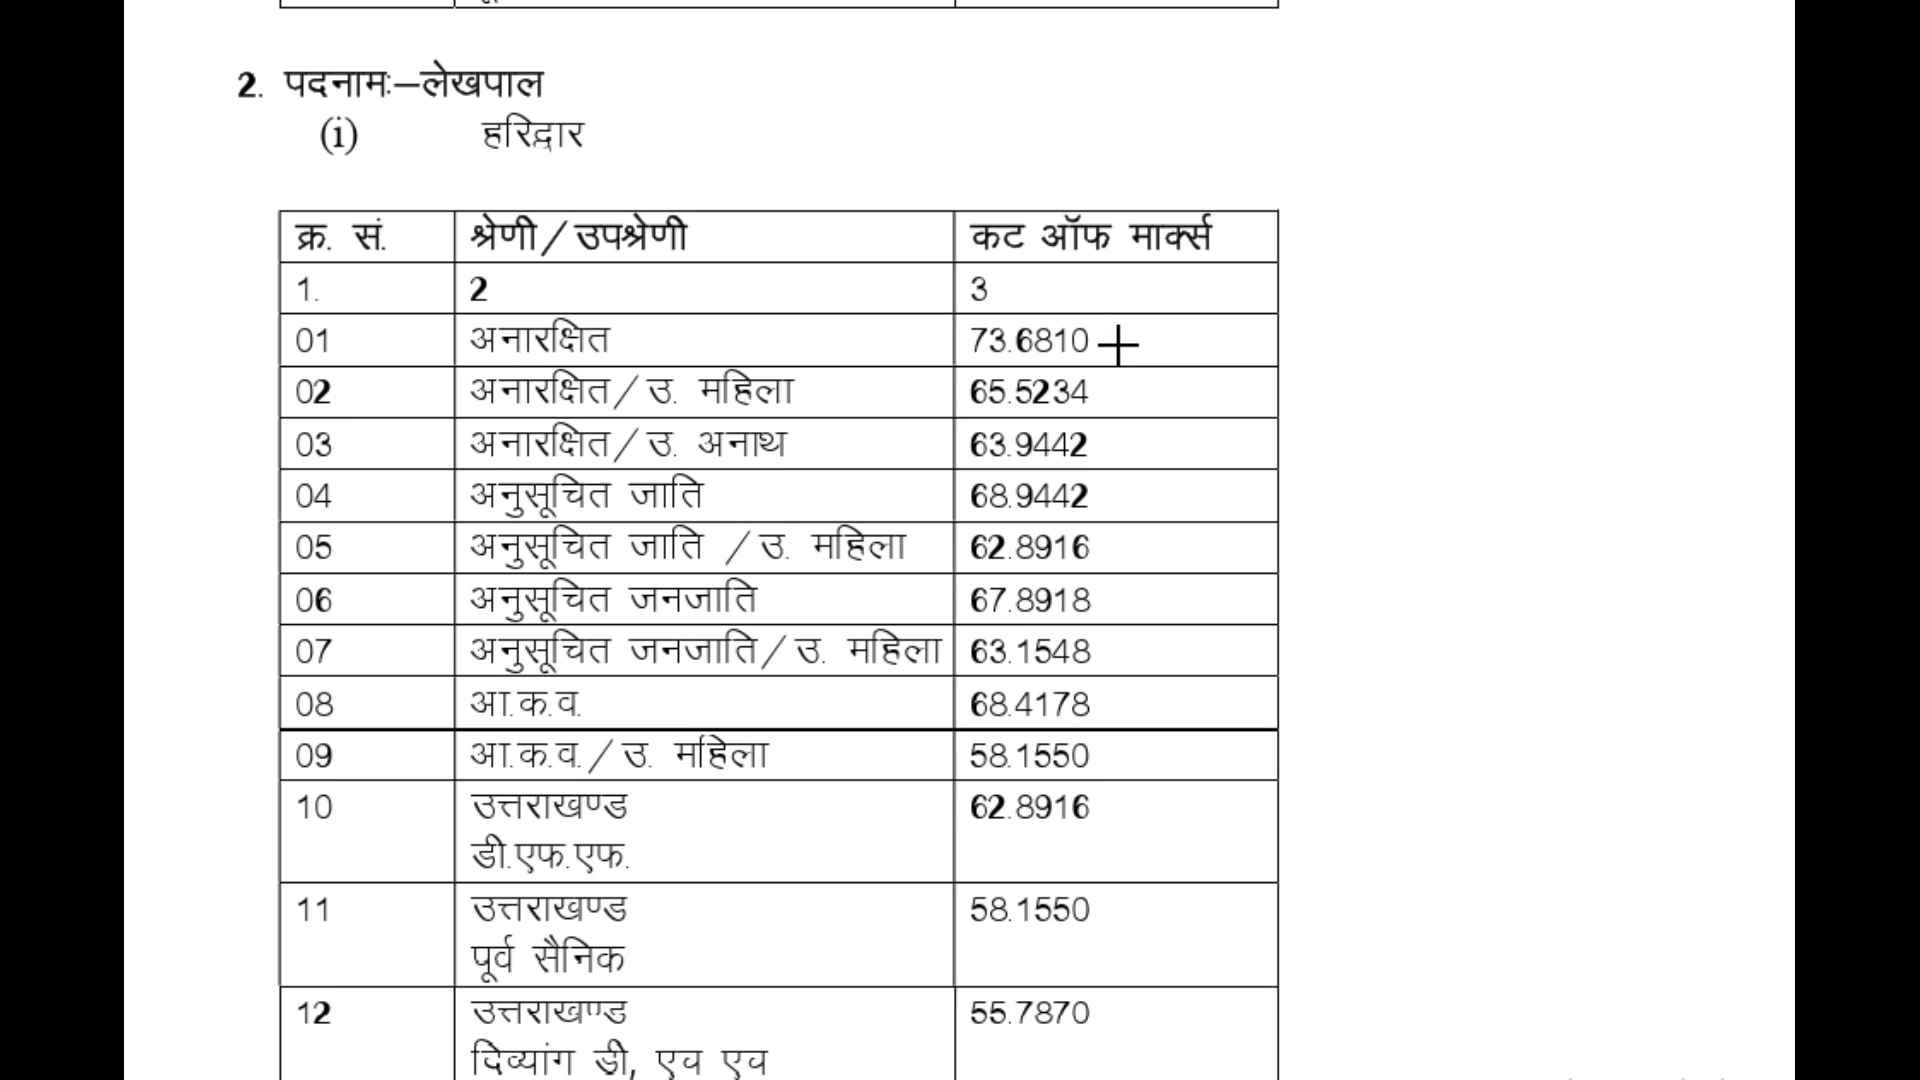 2. पदनामः–लेखपाल
(i) हरिद्वार
क्र. सं. श्रेणी/उपश्रेणी कट ऑफ मार्क्स
1. 2 3
01 अनारक्षित 73.6810
02 अनारक्षित/उ. महिला 65.5234
03 अनारक्षित/उ. अनाथ 63.9442
04 अनुसूचित जाति 68.9442
05 अनुसूचित जाति /उ. महिला 62.8916
06 अनुसूचित जनजाति 67.8918
07 अनुसूचित जनजाति/उ. महिला 63.1548
08 आ.क.व. 68.4178
09 आ.क.व./उ. महिला 58.1550
10 उत्तराखण्ड 62.8916
डी.एफ.एफ.
11 उत्तराखण्ड 58.1550
पूर्व सैनिक
12 उत्तराखण्ड 55.7870
दिव्यांग डी, एच एच